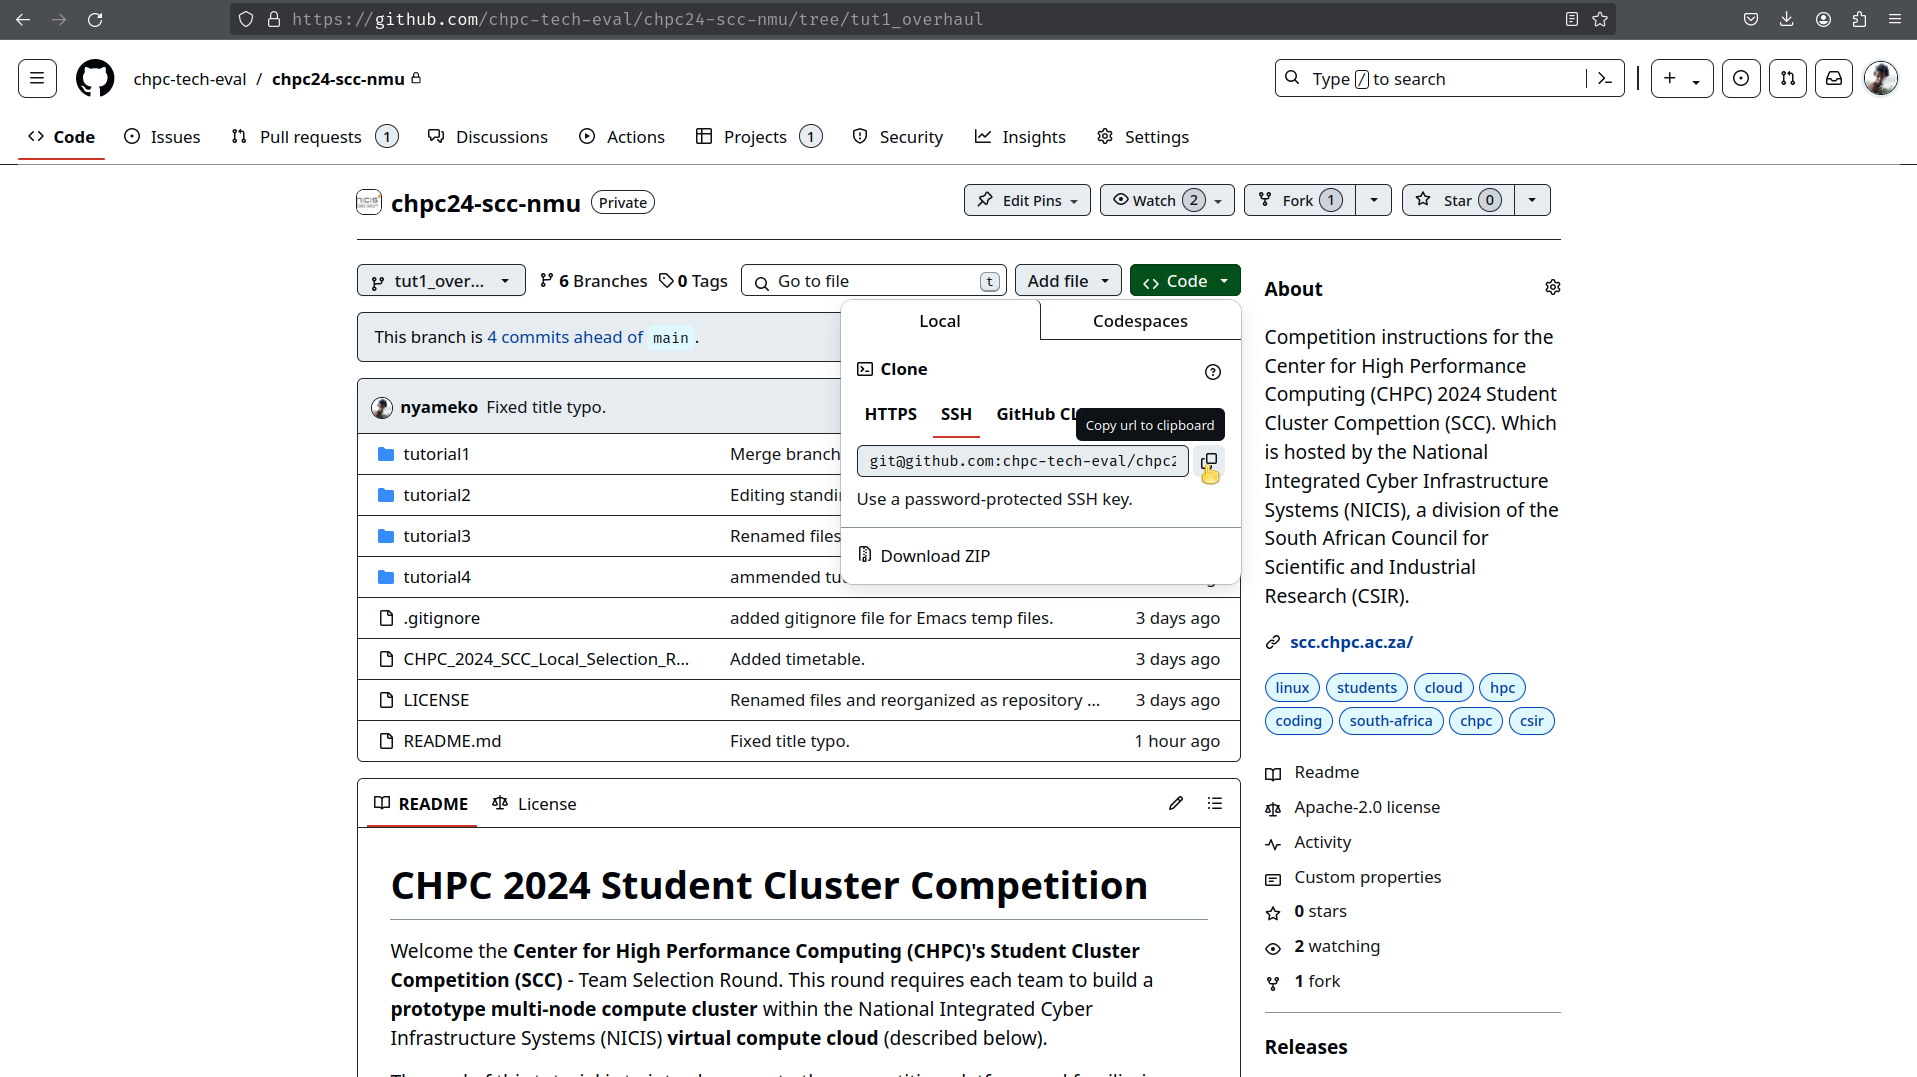 https://github.com/chpc-tech-eval/chpc24-scc-nmu/tree/tut1_overhaul
chpc-tech-eval / chpc24-scc-nmu
Type / to search
Code Issues Pull requests 1 Discussions Actions Projects 1 Security Insights Settings
chpc24-scc-nmu Private
Edit Pins Watch 2 Fork 1 Star 0
tut1_over... 6 Branches 0 Tags Go to file t Add file Code
This branch is 4 commits ahead of main .
Local Codespaces
Clone
HTTPS SSH GitHub CL
Copy url to clipboard
git@github.com:chpc-tech-eval/chpc2
Use a password-protected SSH key.
Download ZIP
nyameko Fixed title typo.
tutorial1 Merge branch
tutorial2 Editing standi
tutorial3 Renamed files
tutorial4 ammended tu
.gitignore added gitignore file for Emacs temp files. 3 days ago
CHPC_2024_SCC_Local_Selection_R... Added timetable. 3 days ago
LICENSE Renamed files and reorganized as repository ... 3 days ago
README.md Fixed title typo. 1 hour ago
README License
CHPC 2024 Student Cluster Competition
Welcome the Center for High Performance Computing (CHPC)'s Student Cluster
Competition (SCC) - Team Selection Round. This round requires each team to build a
prototype multi-node compute cluster within the National Integrated Cyber
Infrastructure Systems (NICIS) virtual compute cloud (described below).
About
Competition instructions for the
Center for High Performance
Computing (CHPC) 2024 Student
Cluster Compettion (SCC). Which
is hosted by the National
Integrated Cyber Infrastructure
Systems (NICIS), a division of the
South African Council for
Scientific and Industrial
Research (CSIR).
scc.chpc.ac.za/
linux students cloud hpc
coding south-africa chpc csir
Readme
Apache-2.0 license
Activity
Custom properties
0 stars
2 watching
1 fork
Releases